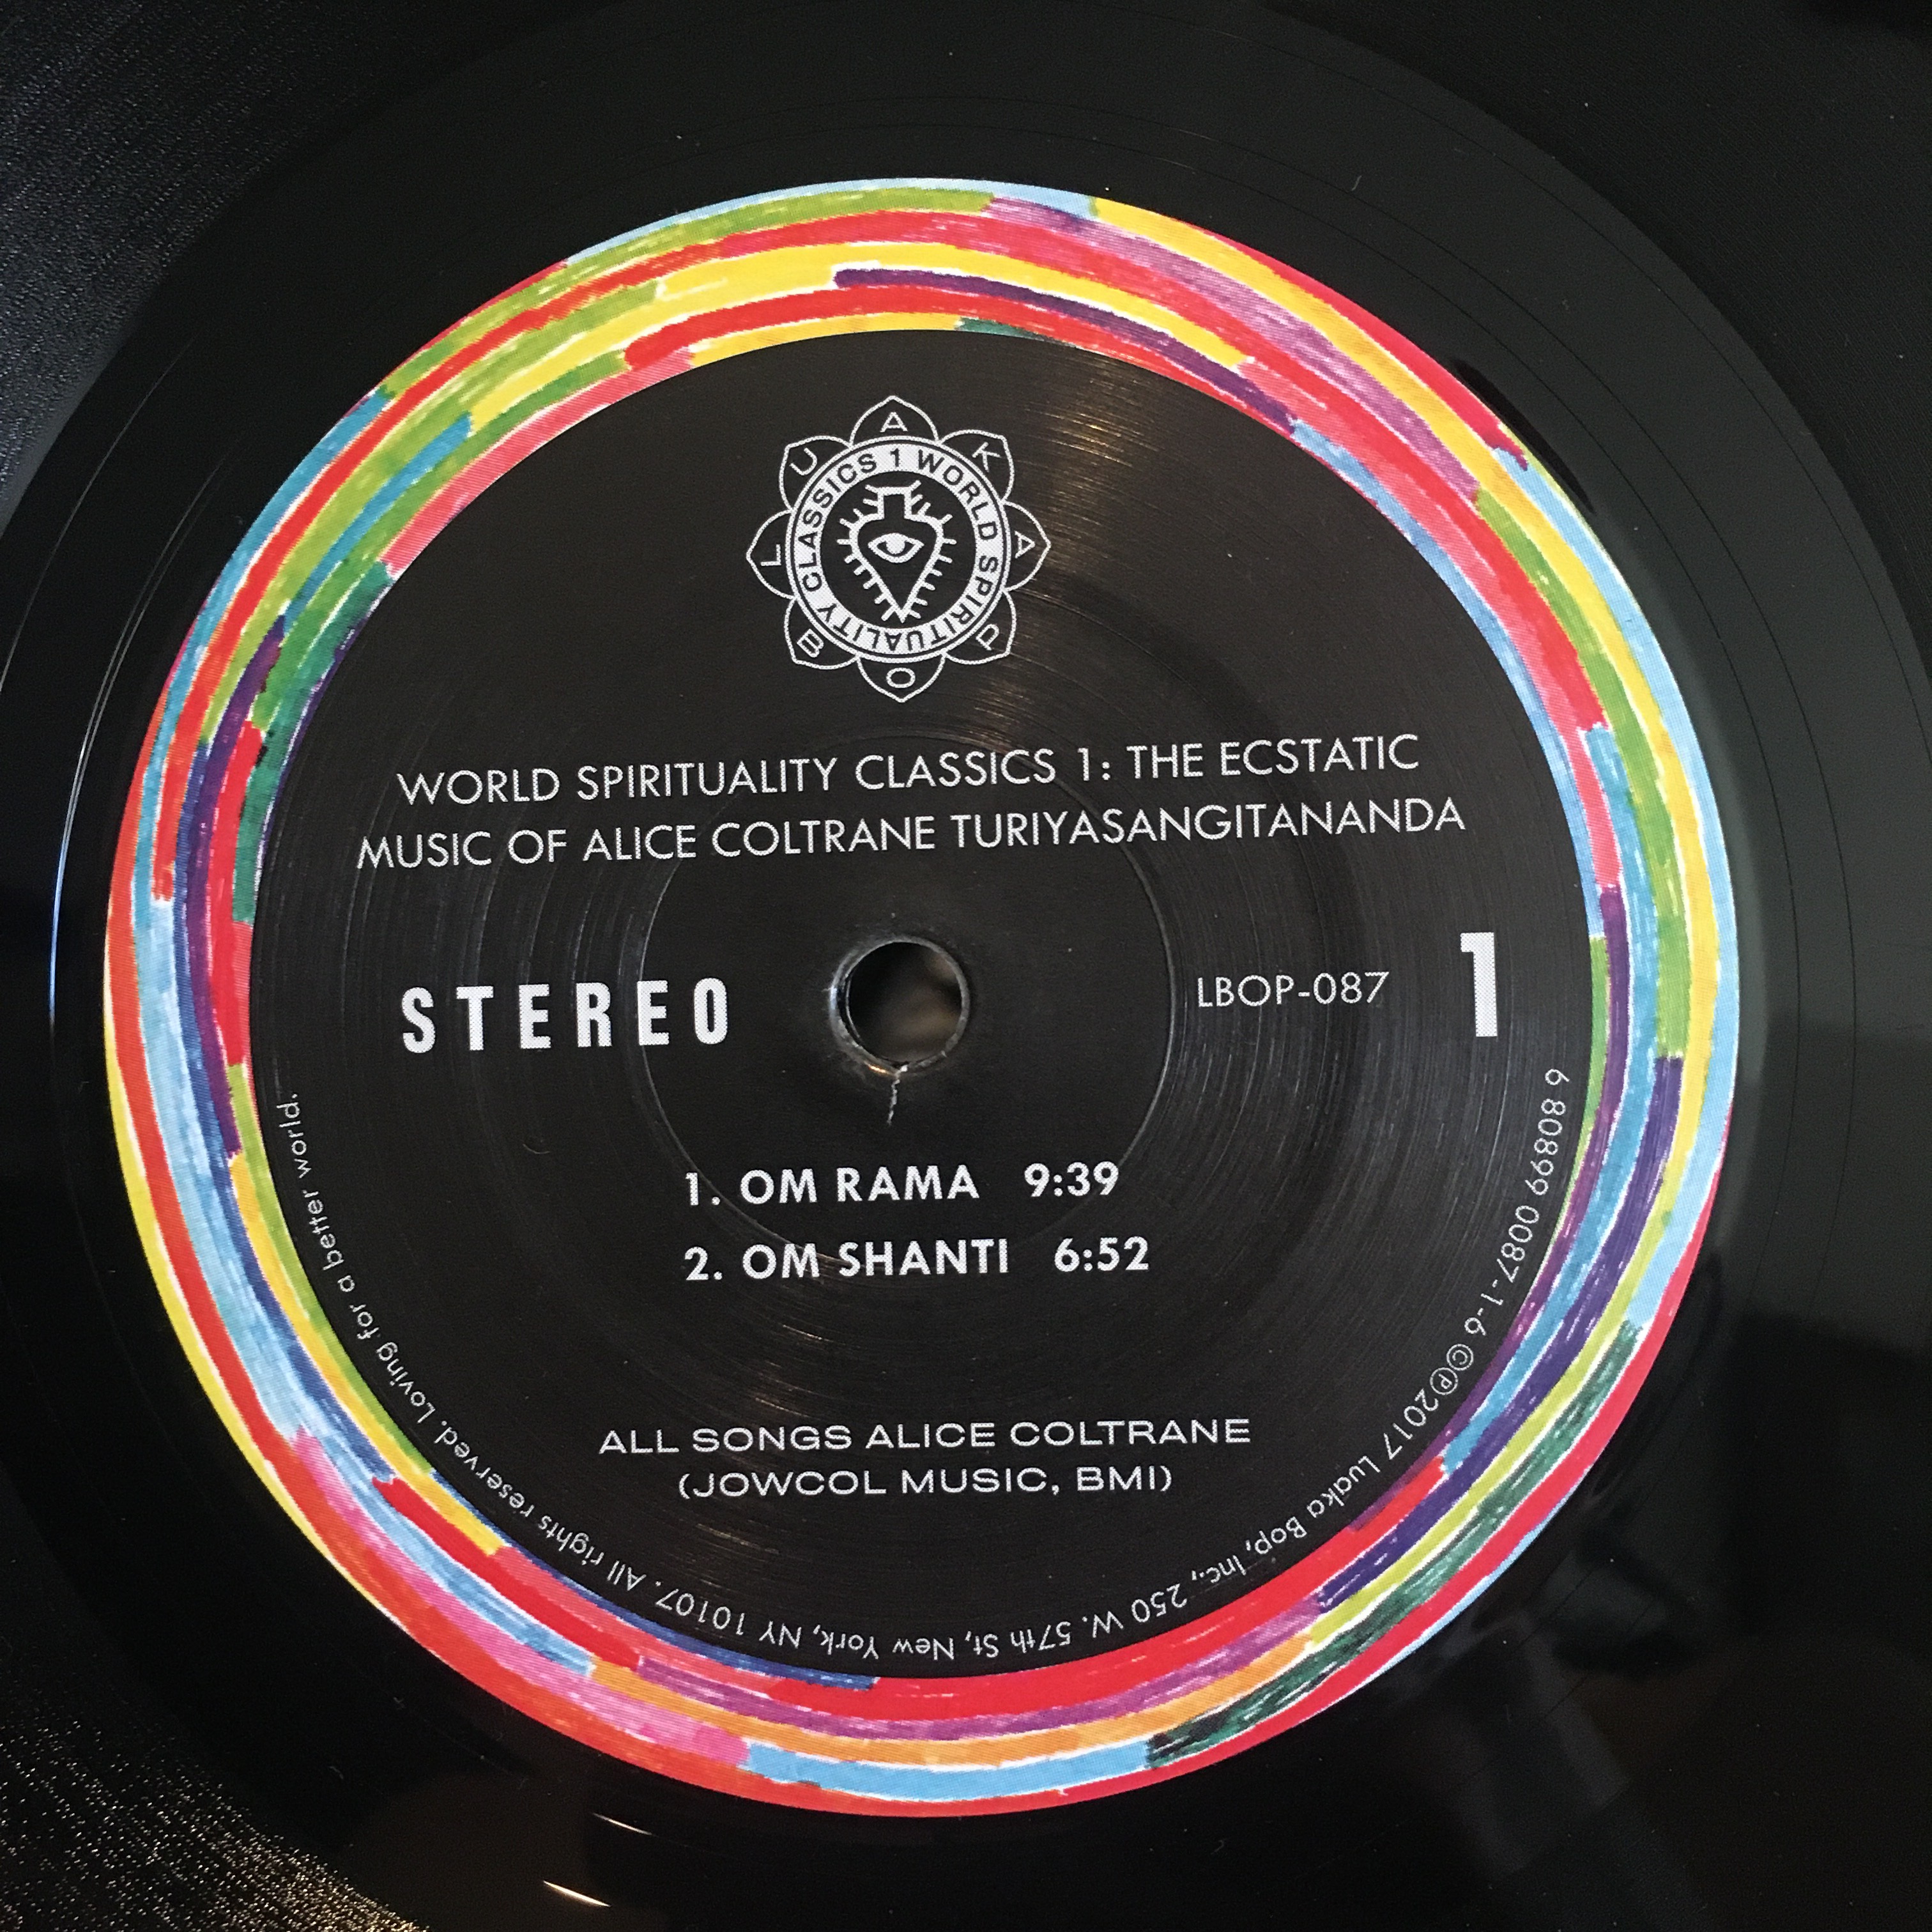 LUAKA BOP
WORLD SPIRITUALITY CLASSICS 1
WORLD SPIRITUALITY CLASSICS 1: THE ECSTATIC
MUSIC OF ALICE COLTRANE TURIYASANGITANANDA
STEREO
LBOP-087
1
1. OM RAMA 9:39
2. OM SHANTI 6:52
ALL SONGS ALICE COLTRANE
(JOWCOL MUSIC, BMI)
6 80899 0087-1-6 ©℗2017 Luaka Bop, Inc., 250 W. 57th St, New York, NY 10107. All rights reserved. Loving for a better world.